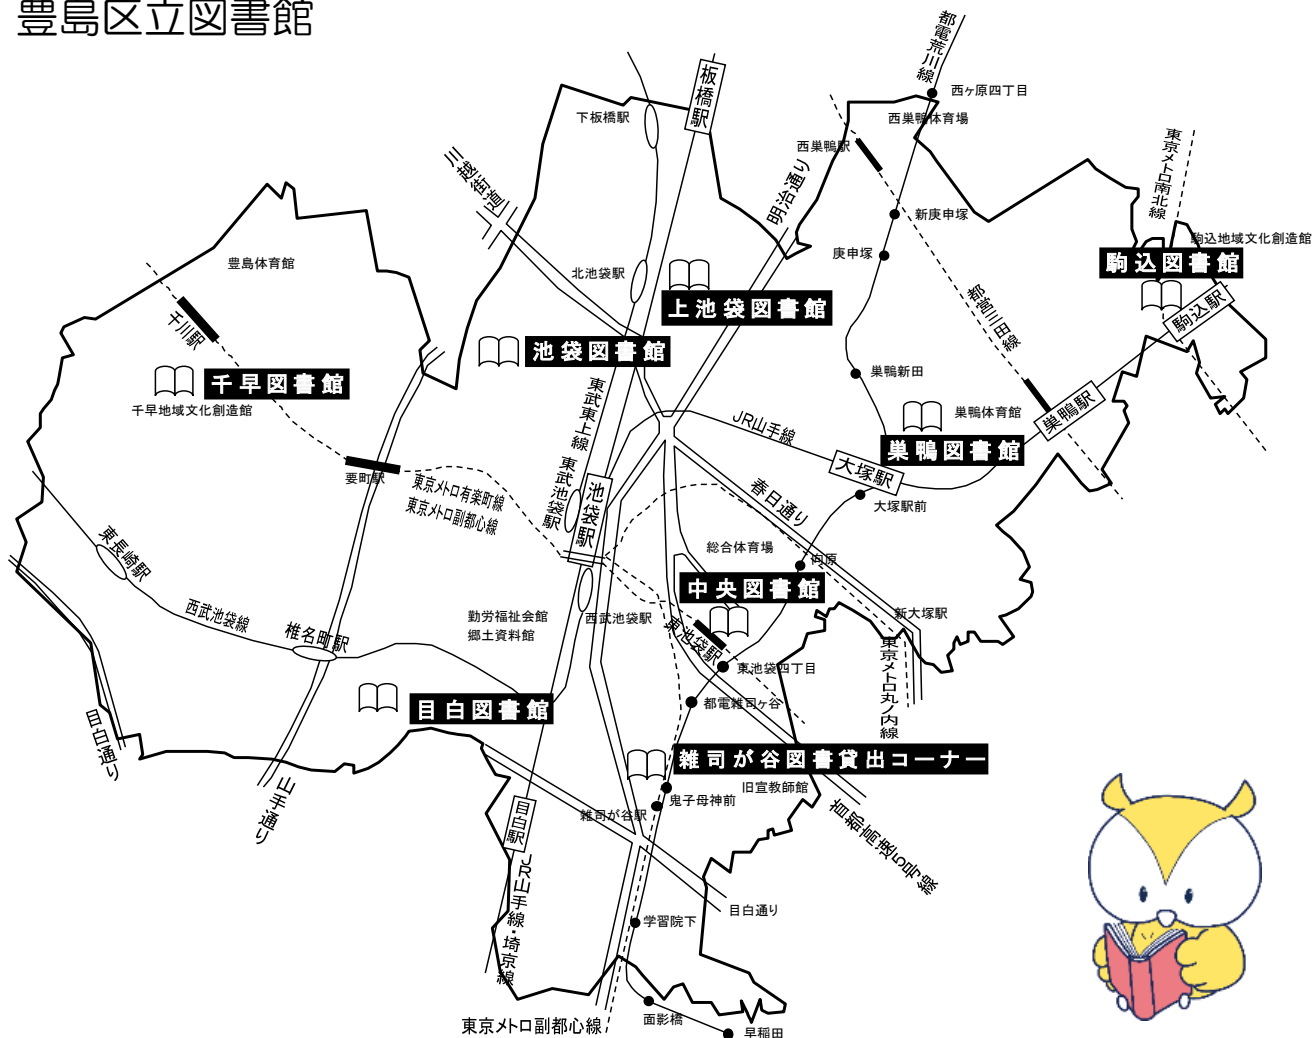 豊島区立図書館
都電荒川線
板橋駅
西ヶ原四丁目
下板橋駅
西巣鴨体育場
西巣鴨駅
東京メトロ南北線
川越街道
明治通り
新庚申塚
駒込地域文化創造館
庚申塚
駒込図書館
豊島体育館
北池袋駅
上池袋図書館
都営三田線
駒込駅
千川駅
池袋図書館
巣鴨新田
千早図書館
千早地域文化創造館
東武東上線
東武池袋駅
JR山手線
巣鴨体育館
巣鴨駅
巣鴨図書館
大塚駅
要町駅
東京メトロ有楽町線
東京メトロ副都心線
池袋駅
春日通り
大塚駅前
東長崎駅
総合体育場
向原
中央図書館
西武池袋線
椎名町駅
勤労福祉会館
郷土資料館
西武池袋駅
新大塚駅
東池袋駅
東池袋四丁目
東京メトロ丸ノ内線
目白図書館
都電雑司ヶ谷
目白通り
雑司が谷図書貸出コーナー
山手通り
旧宣教師館
鬼子母神前
雑司が谷駅
目白駅
首都高速5号線
JR山手線・埼京線
目白通り
学習院下
面影橋
東京メトロ副都心線
早稲田